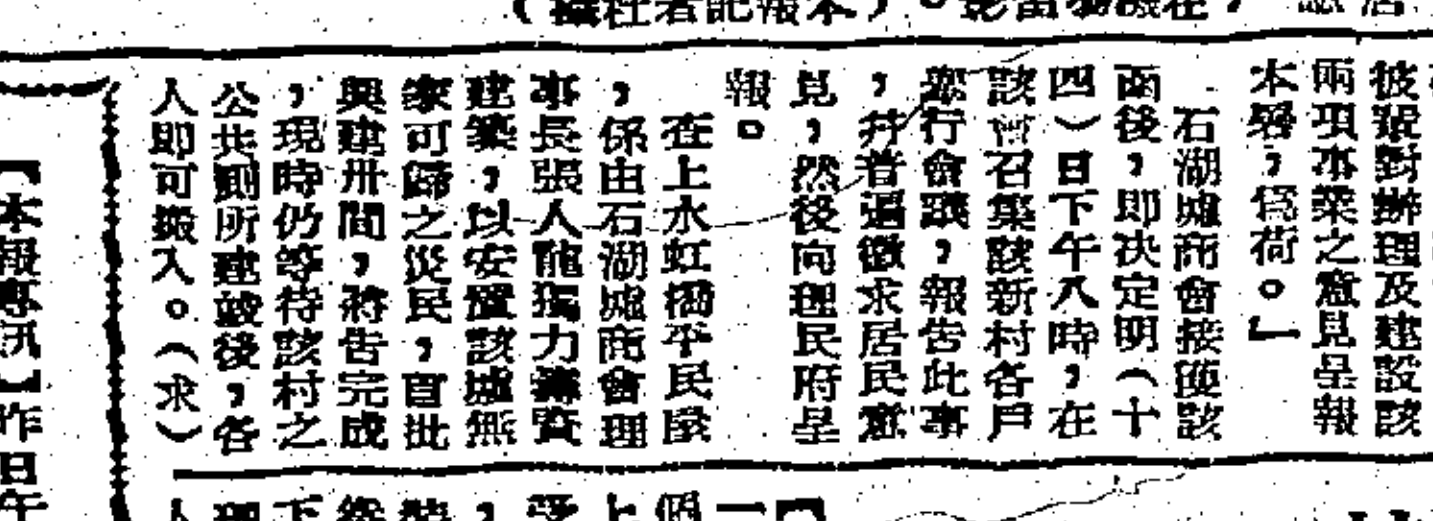 彼輩對辦理及建設該
兩項事業之意見呈報
本署，爲荷。」
石湖墟商會接獲該
函後，即决定明（十
四）日下午八時，在
該會召集該新村各戶
舉行會議，報告此事
，并普遍徵求居民意
見，然後向理民府呈
報。
查上水虹橋平民屋
，係由石湖墟商會理
事長張人龍獨力籌資
建築，以安置該墟無
家可歸之災民，首批
興建卅間，將告完成
，現時仍等待該村之
公共厠所建竣後，各
人即可搬入。（求）
【本報專訊】昨日午